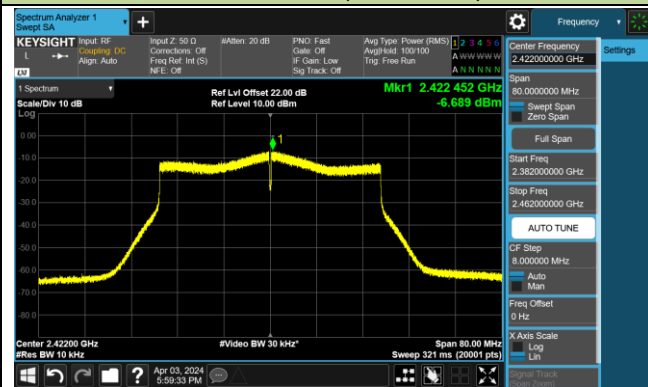 Spectrum Analyzer 1
Swept SA
Frequency
KEYSIGHT
L
LXI
Input: RF
Coupling: DC
Align: Auto
Input Z: 50 Ω
Corrections: Off
Freq Ref: Int (S)
NFE: Off
#Atten: 20 dB
PNO: Fast
Gate: Off
IF Gain: Low
Sig Track: Off
Avg Type: Power (RMS)
Avg|Hold: 100/100
Trig: Free Run
1 2 3 4 5 6
A W W W W W
A N N N N N
1 Spectrum
Scale/Div 10 dB
Log
Ref Lvl Offset 22.00 dB
Ref Level 10.00 dBm
Mkr1 2.422 452 GHz
-6.689 dBm
1
0.00
-10.0
-20.0
-30.0
-40.0
-50.0
-60.0
-70.0
-80.0
Center 2.42200 GHz
#Res BW 10 kHz
#Video BW 30 kHz*
Span 80.00 MHz
Sweep 321 ms (20001 pts)
Apr 03, 2024
5:59:33 PM
Center Frequency
2.422000000 GHz
Span
80.0000000 MHz
Swept Span
Zero Span
Full Span
Start Freq
2.382000000 GHz
Stop Freq
2.462000000 GHz
AUTO TUNE
CF Step
8.000000 MHz
Auto
Man
Freq Offset
0 Hz
X Axis Scale
Log
Lin
Signal Track
(Span Zoom)
Settings